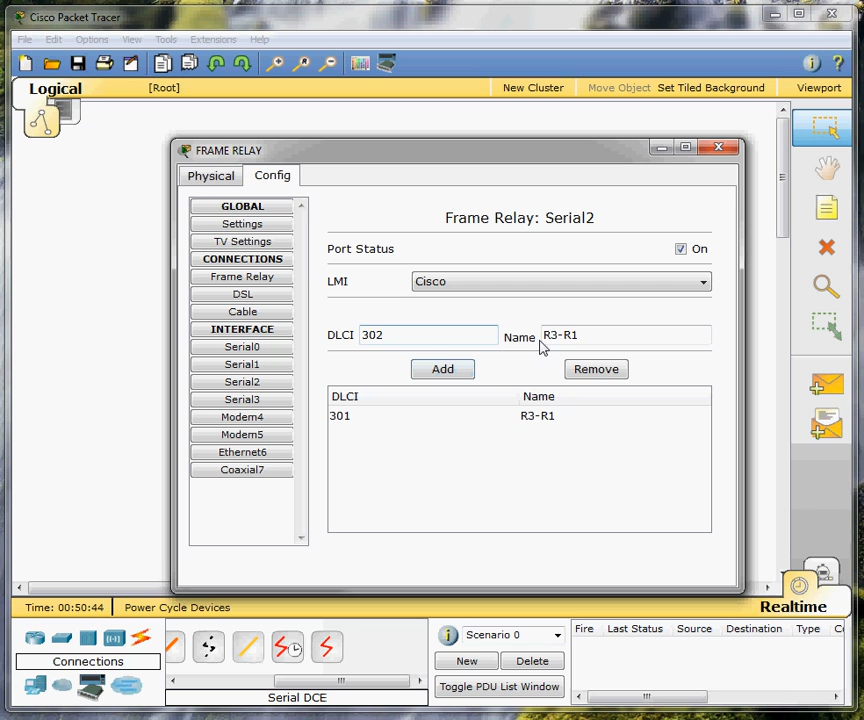 Cisco Packet Tracer
File Edit Options View Tools Extensions Help
Logical [Root] New Cluster Move Object Set Tiled Background Viewport
FRAME RELAY
Physical Config
GLOBAL
Settings
TV Settings
CONNECTIONS
Frame Relay
DSL
Cable
INTERFACE
Serial0
Serial1
Serial2
Serial3
Modem4
Modem5
Ethernet6
Coaxial7
Frame Relay: Serial2
Port Status On
LMI Cisco
DLCI 302 Name R3-R1
Add Remove
DLCI Name
301 R3-R1
Time: 00:50:44 Power Cycle Devices Realtime
Connections
Serial DCE
Scenario 0
New Delete
Toggle PDU List Window
Fire Last Status Source Destination Type